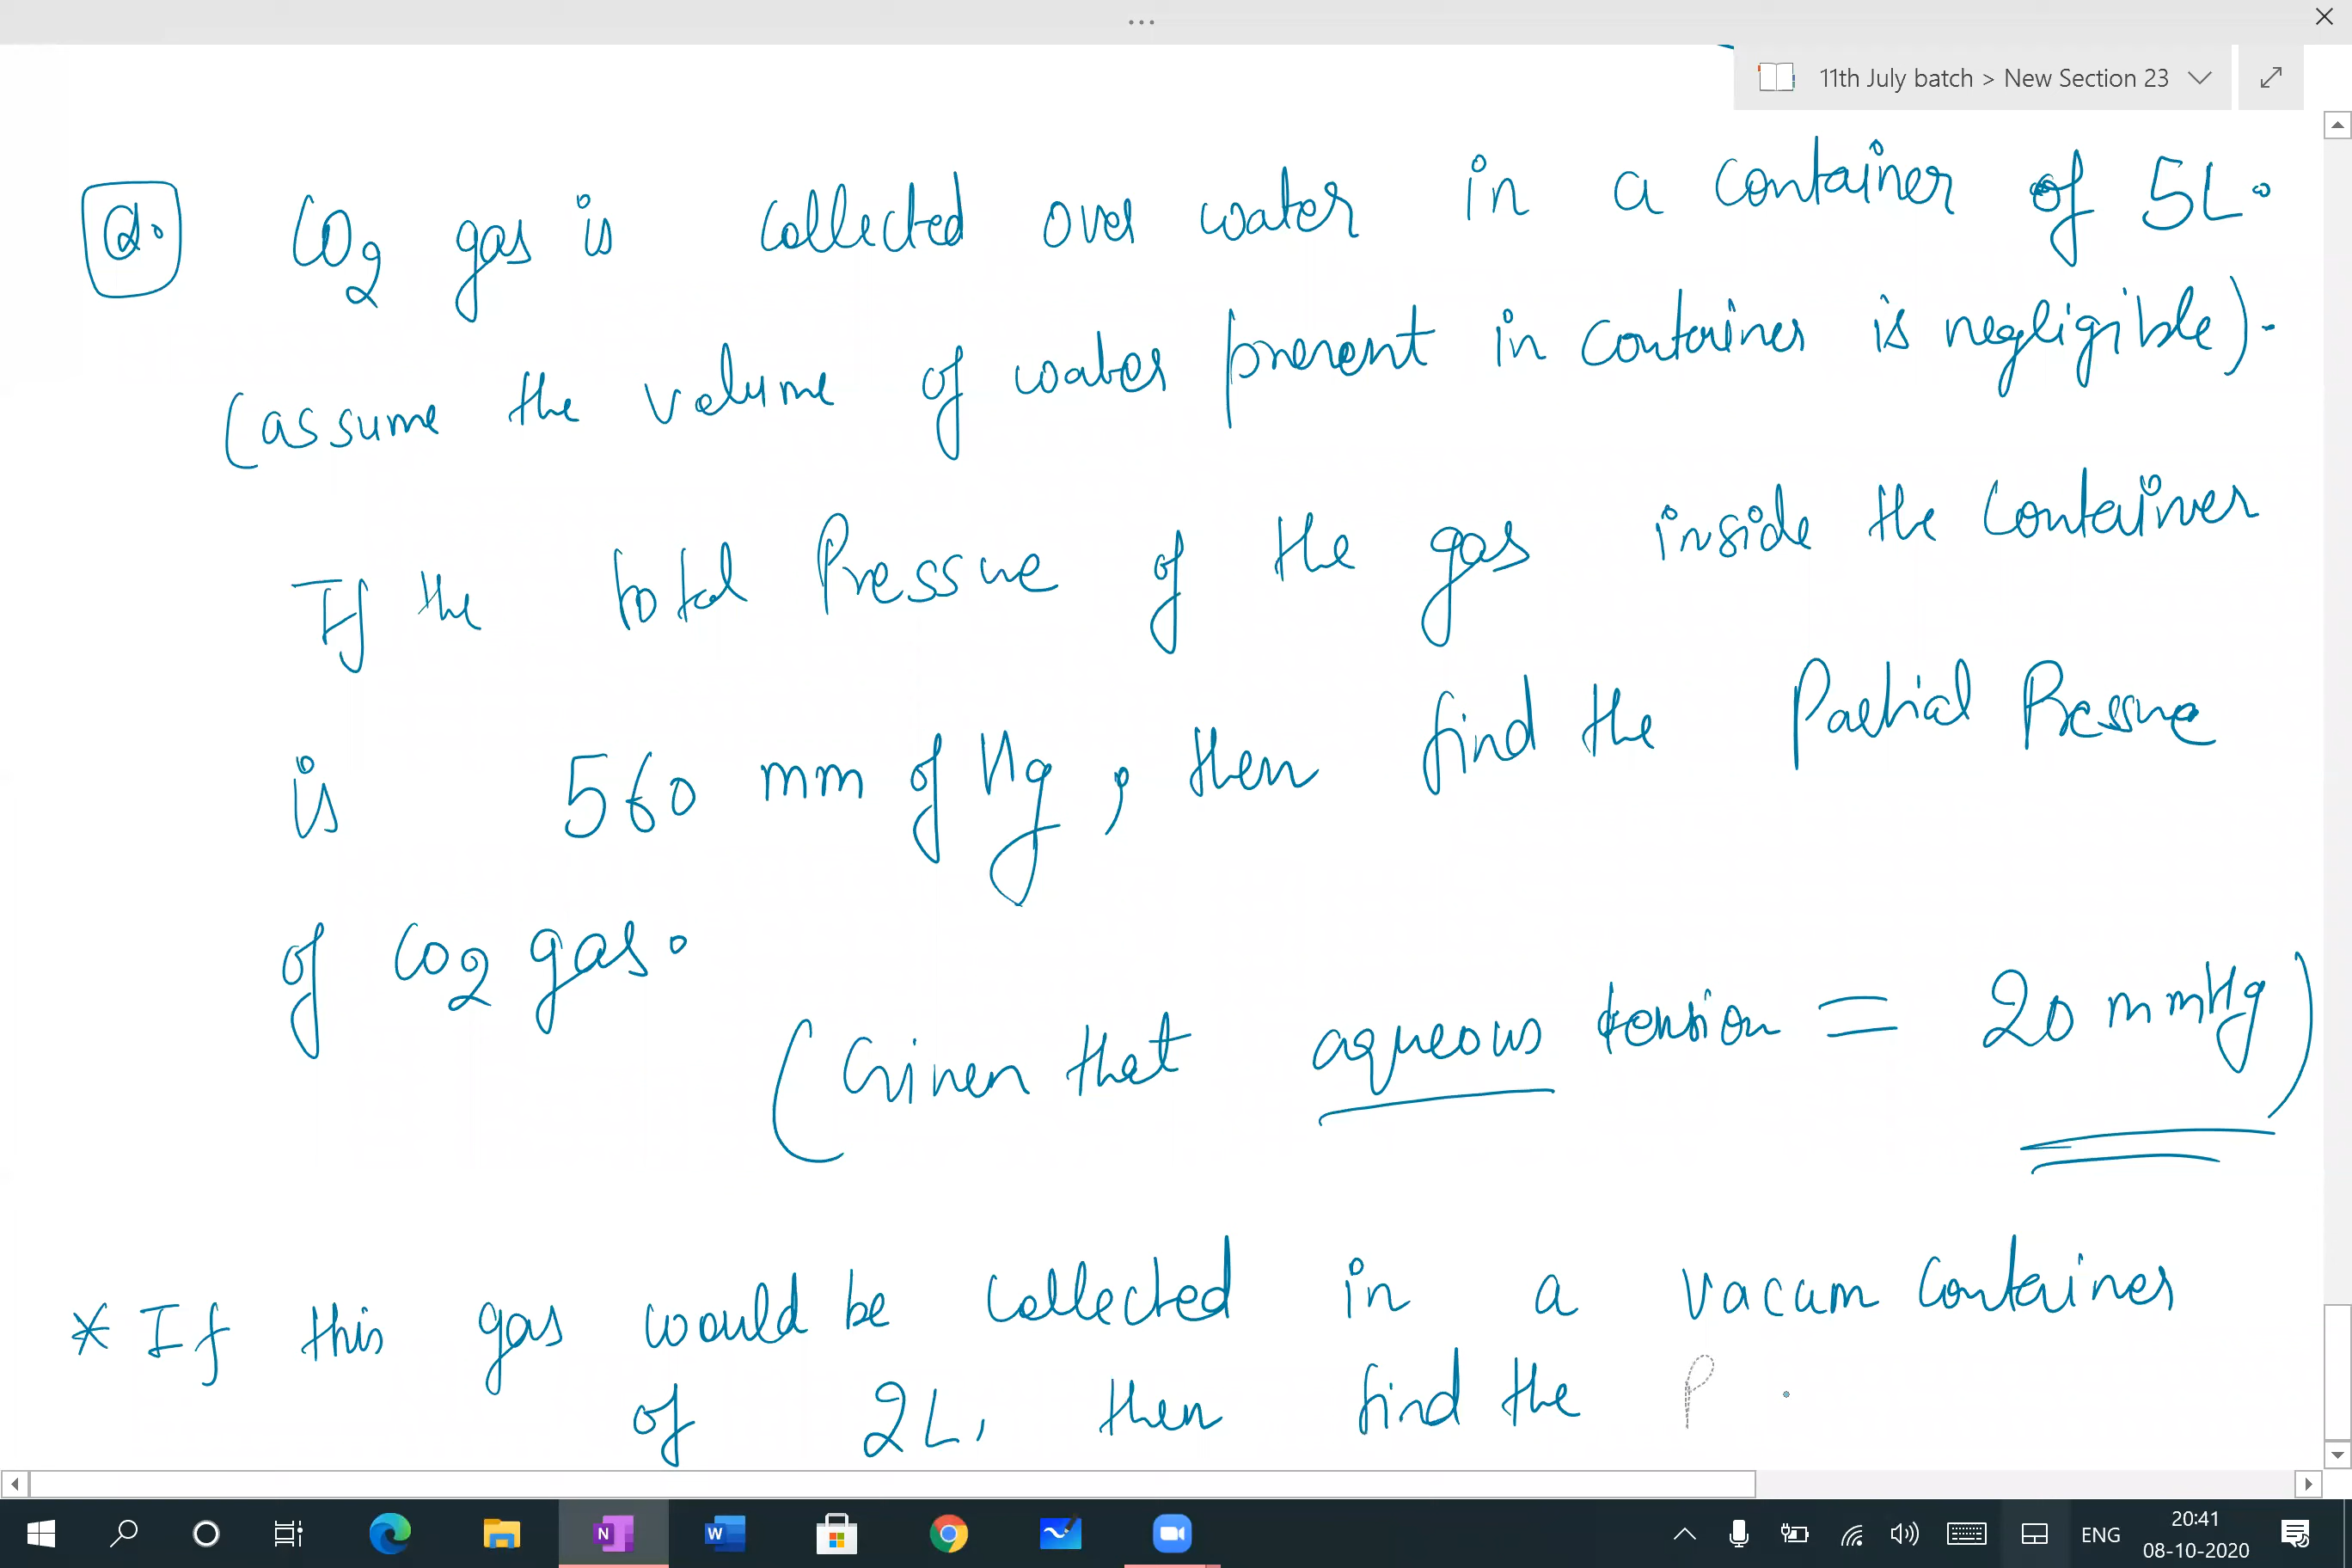 ...
11th July batch > New Section 23
Q. CO2 gas is collected over water in a container of 5L.
(assume the volume of water present in container is negligible).
If the total Pressure of the gas inside the container
is 560 mm of Hg, then find the Partial Pressure
of CO2 gas.
(Given that aqueous tension = 20 mmHg)
* If this gas would be collected in a vacum container
of 2L, then find the P
N W ENG 20:41
08-10-2020